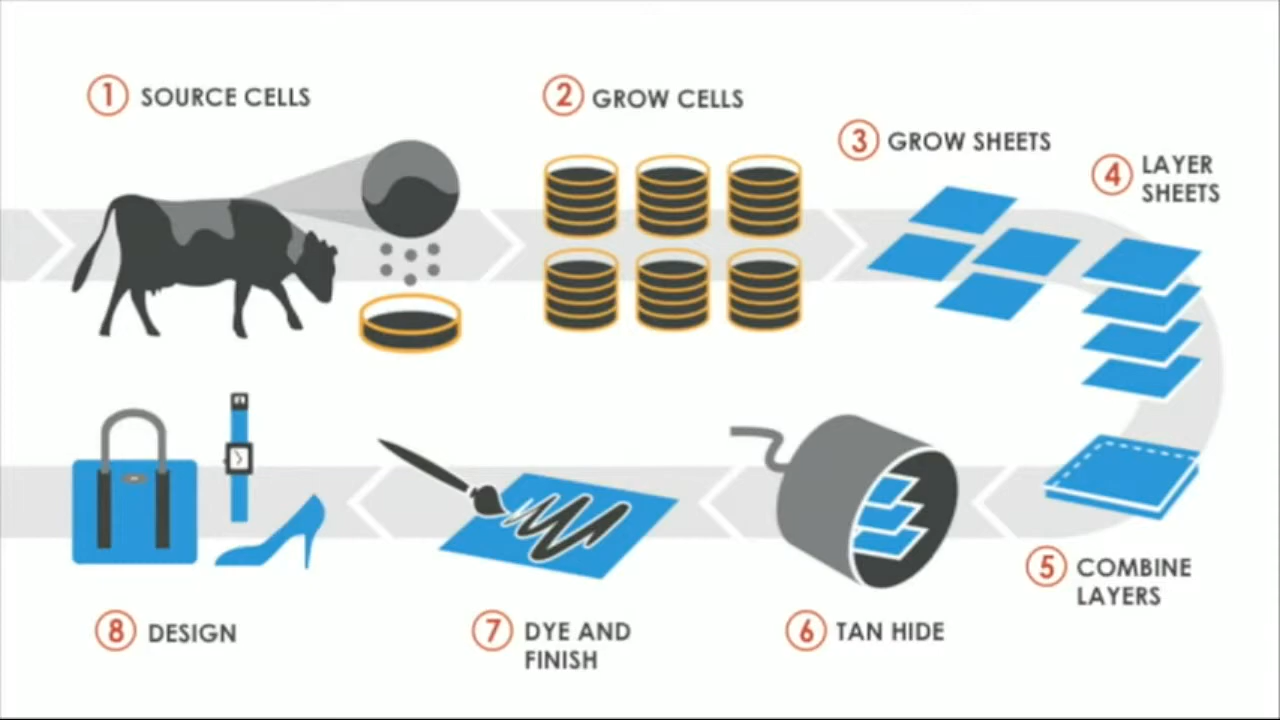 1 SOURCE CELLS
2 GROW CELLS
3 GROW SHEETS
4 LAYER
SHEETS
5 COMBINE
LAYERS
6 TAN HIDE
7 DYE AND
FINISH
8 DESIGN